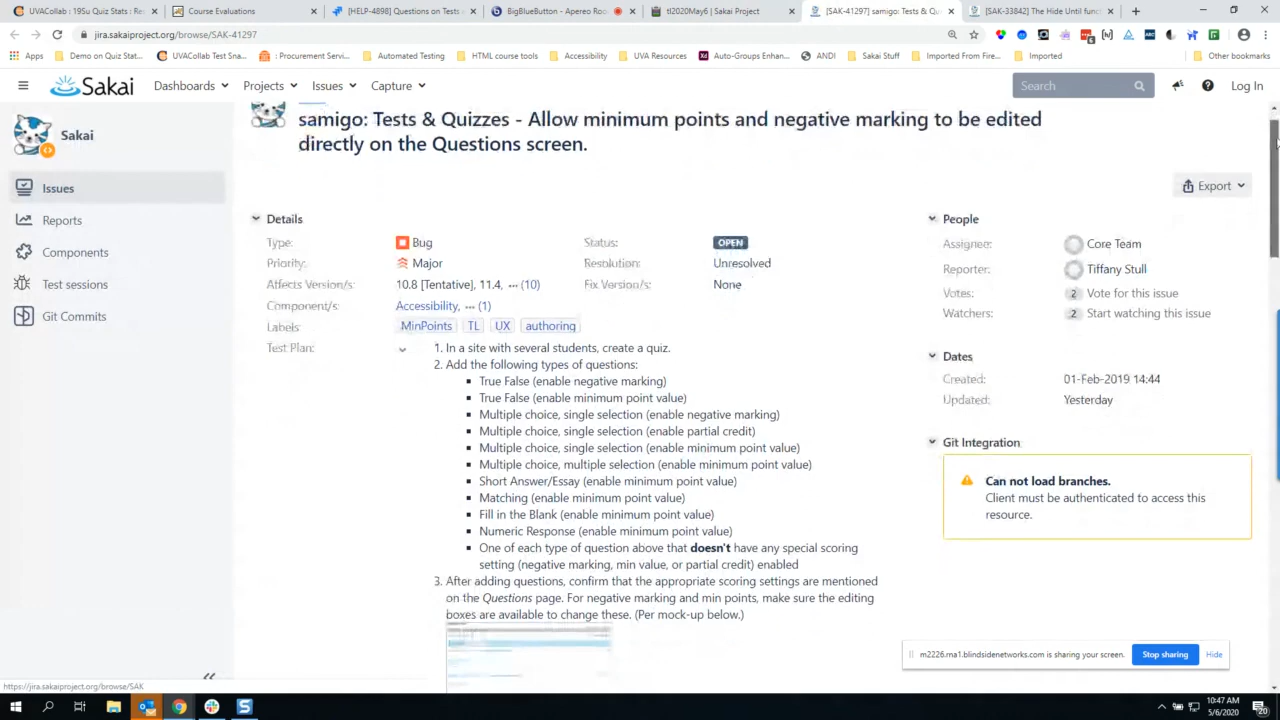 UVACollab : 19Su Quiz Stats : Res
Course Evaluations
[HELP-4898] Questions on Tests
BigBlueButton - Apereo Roo
tl2020May6 | Sakai Project
[SAK-41297] samigo: Tests & Qu
[SAK-33842] The Hide Until func
jira.sakaiproject.org/browse/SAK-41297
Apps
Demo on Quiz Stat...
UVACollab Test Sna...
: Procurement Servi...
Automated Testing
HTML course tools
Accessibility
UVA Resources
Auto-Groups Enhan...
ANDI
Sakai Stuff
Imported From Fire...
Imported
Other bookmarks
Sakai
Dashboards
Projects
Issues
Capture
Search
Log In
samigo: Tests & Quizzes - Allow minimum points and negative marking to be edited
directly on the Questions screen.
Sakai
Issues
Reports
Components
Test sessions
Git Commits
Export
Details
Type: Bug
Status: OPEN
Priority: Major
Resolution: Unresolved
Affects Version/s: 10.8 [Tentative], 11.4, ... (10)
Fix Version/s: None
Component/s: Accessibility, ... (1)
Labels: MinPoints TL UX authoring
Test Plan:
1. In a site with several students, create a quiz.
2. Add the following types of questions:
True False (enable negative marking)
True False (enable minimum point value)
Multiple choice, single selection (enable negative marking)
Multiple choice, single selection (enable partial credit)
Multiple choice, single selection (enable minimum point value)
Multiple choice, multiple selection (enable minimum point value)
Short Answer/Essay (enable minimum point value)
Matching (enable minimum point value)
Fill in the Blank (enable minimum point value)
Numeric Response (enable minimum point value)
One of each type of question above that doesn't have any special scoring
setting (negative marking, min value, or partial credit) enabled
3. After adding questions, confirm that the appropriate scoring settings are mentioned
on the Questions page. For negative marking and min points, make sure the editing
boxes are available to change these. (Per mock-up below.)
People
Assignee: Core Team
Reporter: Tiffany Stull
Votes: 2 Vote for this issue
Watchers: 2 Start watching this issue
Dates
Created: 01-Feb-2019 14:44
Updated: Yesterday
Git Integration
Can not load branches.
Client must be authenticated to access this
resource.
m2226.rna1.blindsidenetworks.com is sharing your screen.
Stop sharing
Hide
https://jira.sakaiproject.org/browse/SAK
10:47 AM
5/6/2020
20